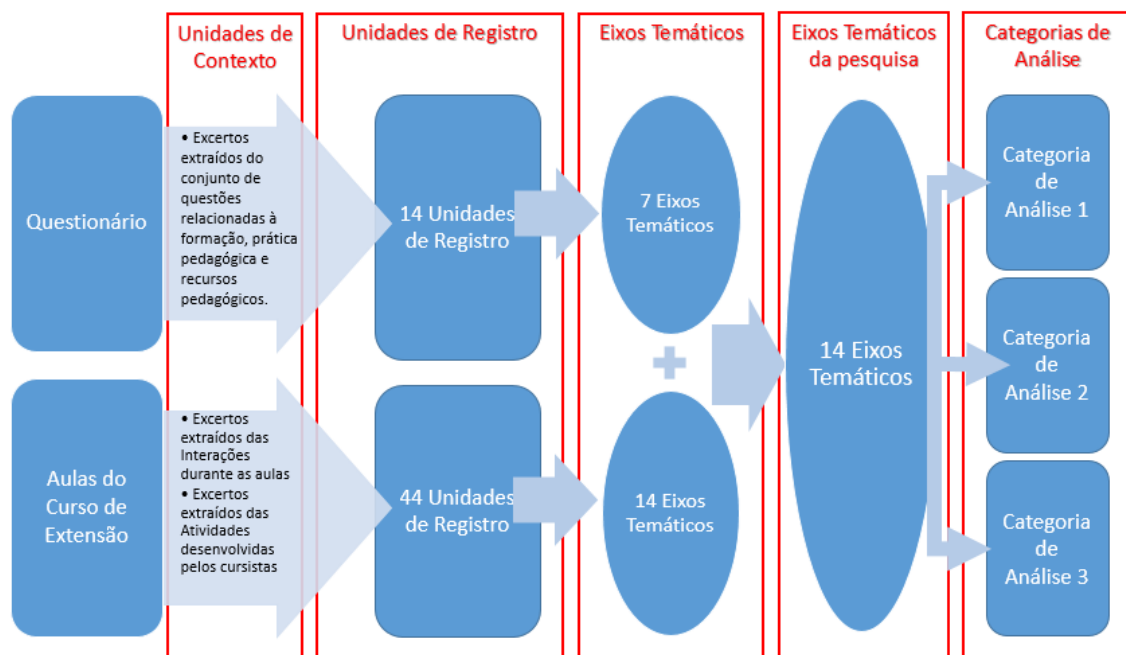 Unidades de
Contexto
Unidades de Registro
Eixos Temáticos
Eixos Temáticos
da pesquisa
Categorias de
Análise
Questionário
• Excertos
extraídos do
conjunto de
questões
relacionadas à
formação, prática
pedagógica e
recursos
pedagógicos.
14 Unidades
de Registro
7 Eixos
Temáticos
Aulas do
Curso de
Extensão
• Excertos
extraídos das
Interações
durante as aulas
• Excertos
extraídos das
Atividades
desenvolvidas
pelos cursistas
44 Unidades
de Registro
+
14 Eixos
Temáticos
14 Eixos
Temáticos
Categoria
de
Análise 1
Categoria
de
Análise 2
Categoria
de
Análise 3